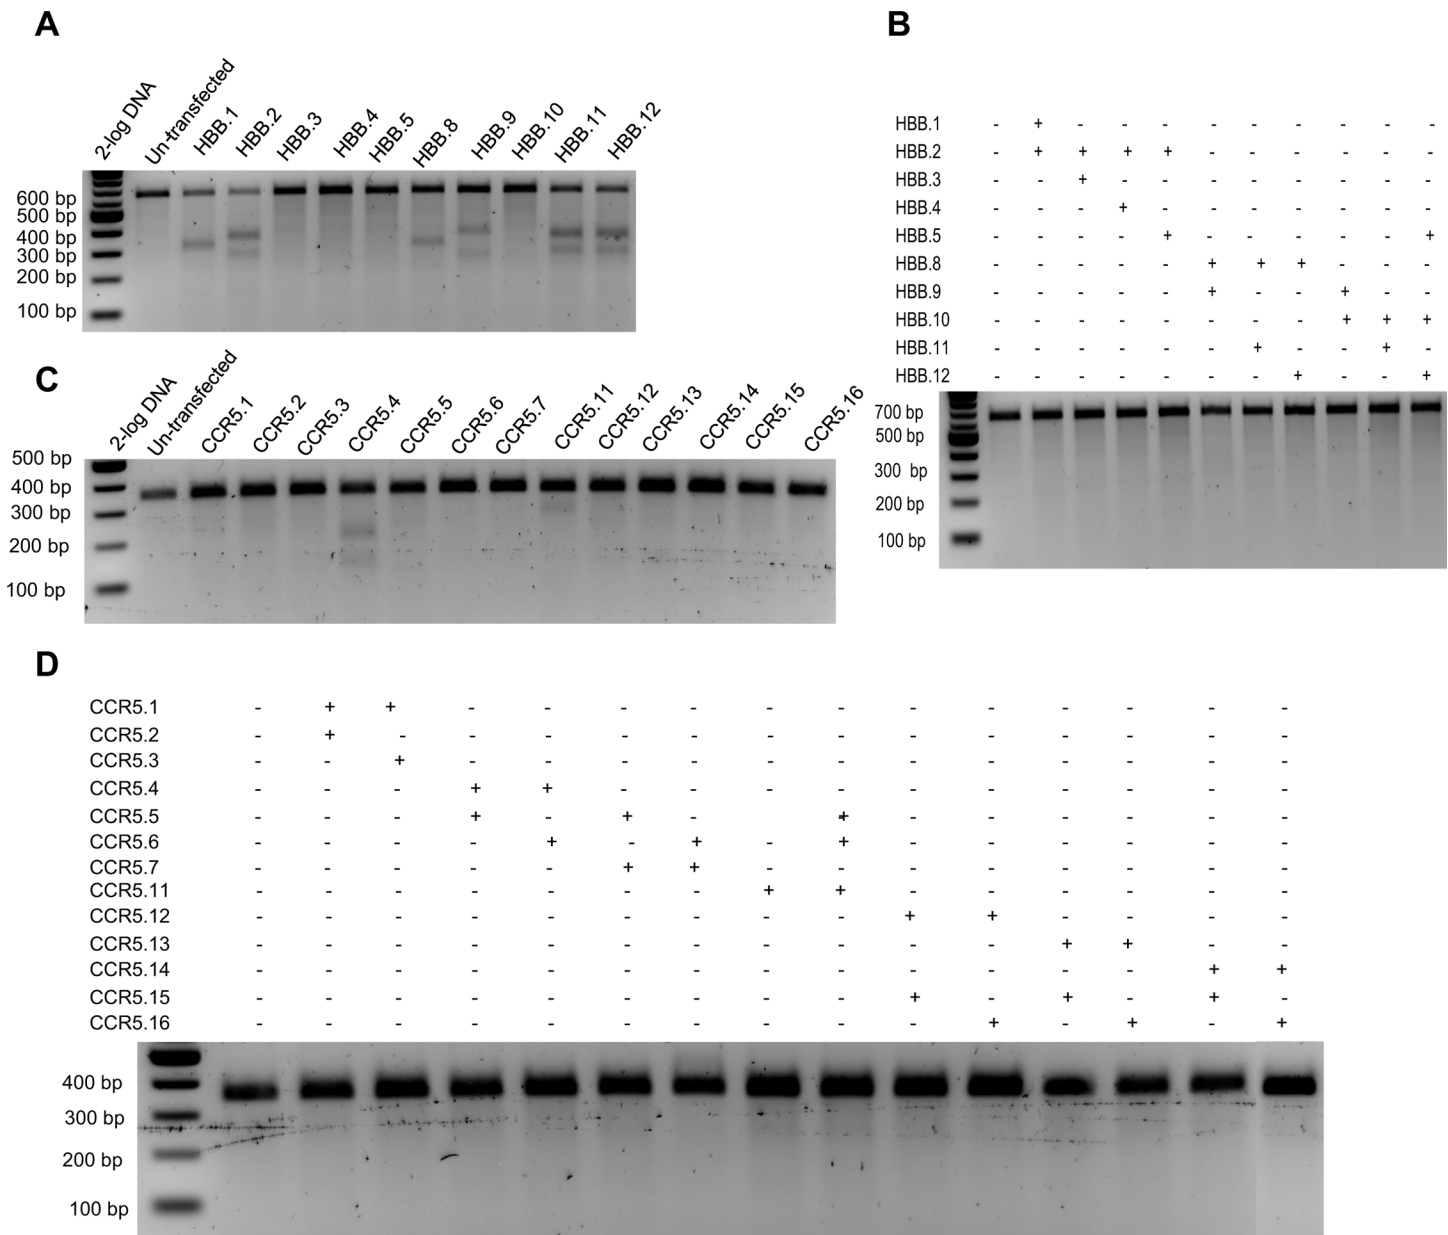 A
2-log DNA
Un-transfected
HBB.1
HBB.2
HBB.3
HBB.4
HBB.5
HBB.8
HBB.9
HBB.10
HBB.11
HBB.12
600 bp
500 bp
400 bp
300 bp
200 bp
100 bp
B
HBB.1 - + - - - - - - - - -
HBB.2 - + + + + - - - - - -
HBB.3 - - + - - - - - - - -
HBB.4 - - - + - - - - - - -
HBB.5 - - - - + - - - - - +
HBB.8 - - - - - + + + - - -
HBB.9 - - - - - + - - + - -
HBB.10 - - - - - - - - + + +
HBB.11 - - - - - - + - - + -
HBB.12 - - - - - - - + - - +
700 bp
500 bp
300 bp
200 bp
100 bp
C
2-log DNA
Un-transfected
CCR5.1
CCR5.2
CCR5.3
CCR5.4
CCR5.5
CCR5.6
CCR5.7
CCR5.11
CCR5.12
CCR5.13
CCR5.14
CCR5.15
CCR5.16
500 bp
400 bp
300 bp
200 bp
100 bp
D
CCR5.1 - + + - - - - - - - - - - - -
CCR5.2 - + - - - - - - - - - - - - -
CCR5.3 - - + - - - - - - - - - - - -
CCR5.4 - - - + + - - - - - - - - - -
CCR5.5 - - - + - + - - + - - - - - -
CCR5.6 - - - - + - + - + - - - - - -
CCR5.7 - - - - - + + - - - - - - - -
CCR5.11 - - - - - - - + + - - - - - -
CCR5.12 - - - - - - - - - + + - - - -
CCR5.13 - - - - - - - - - - - + + - -
CCR5.14 - - - - - - - - - - - - - + +
CCR5.15 - - - - - - - - - + - + - + -
CCR5.16 - - - - - - - - - - + - + - +
400 bp
300 bp
200 bp
100 bp